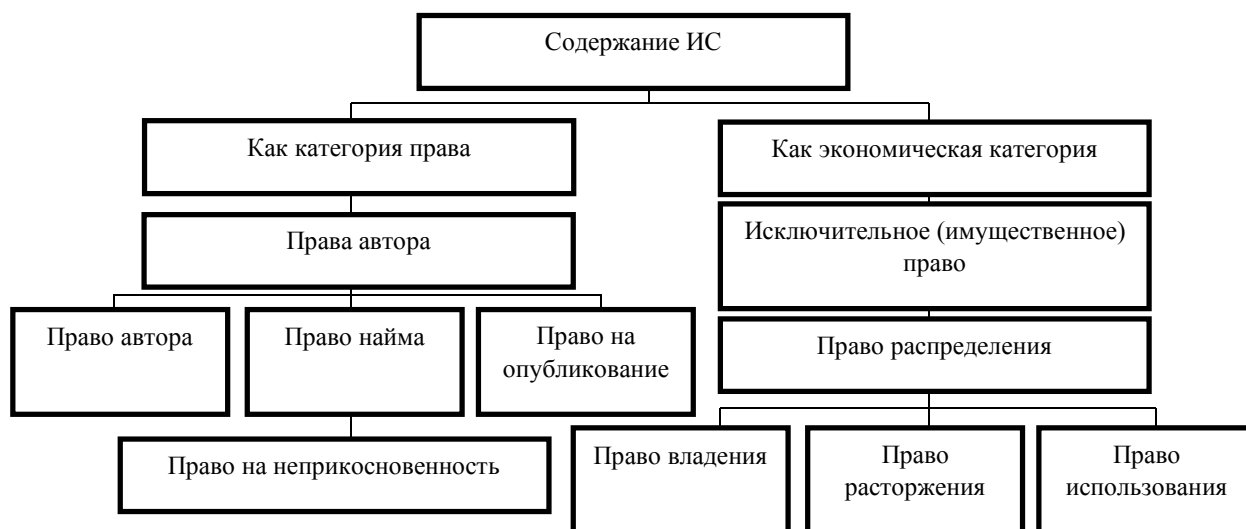 Содержание ИС
Как категория права
Как экономическая категория
Права автора
Исключительное (имущественное)
право
Право автора
Право найма
Право на
опубликование
Право распределения
Право на неприкосновенность
Право владения
Право
расторжения
Право
использования